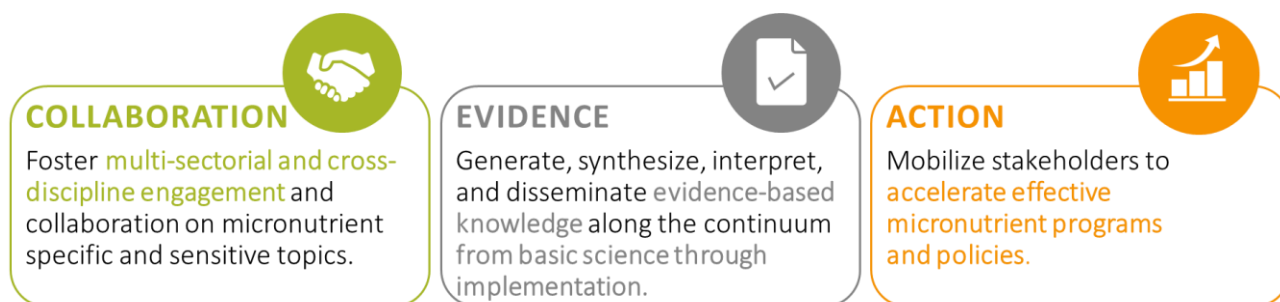 COLLABORATION
Foster multi-sectorial and cross-
discipline engagement and
collaboration on micronutrient
specific and sensitive topics.
EVIDENCE
Generate, synthesize, interpret,
and disseminate evidence-based
knowledge along the continuum
from basic science through
implementation.
ACTION
Mobilize stakeholders to
accelerate effective
micronutrient programs
and policies.